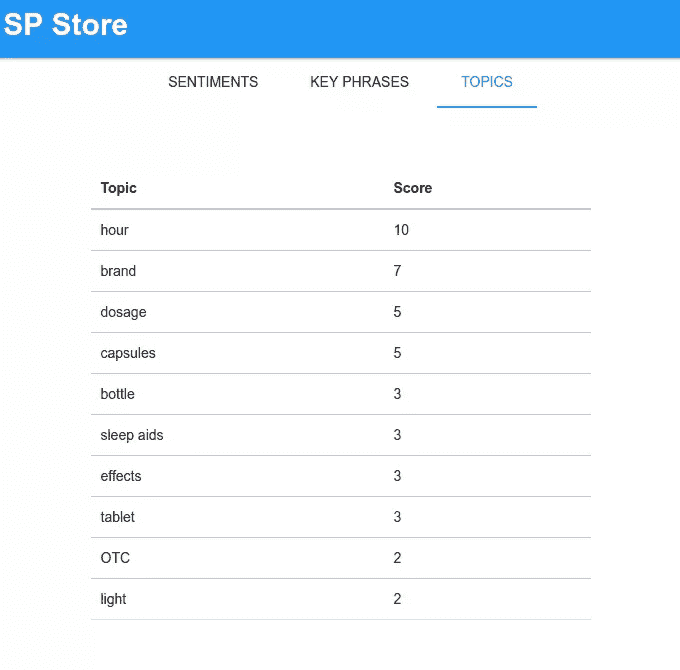 SP Store
SENTIMENTS KEY PHRASES TOPICS
Topic Score
hour 10
brand 7
dosage 5
capsules 5
bottle 3
sleep aids 3
effects 3
tablet 3
OTC 2
light 2